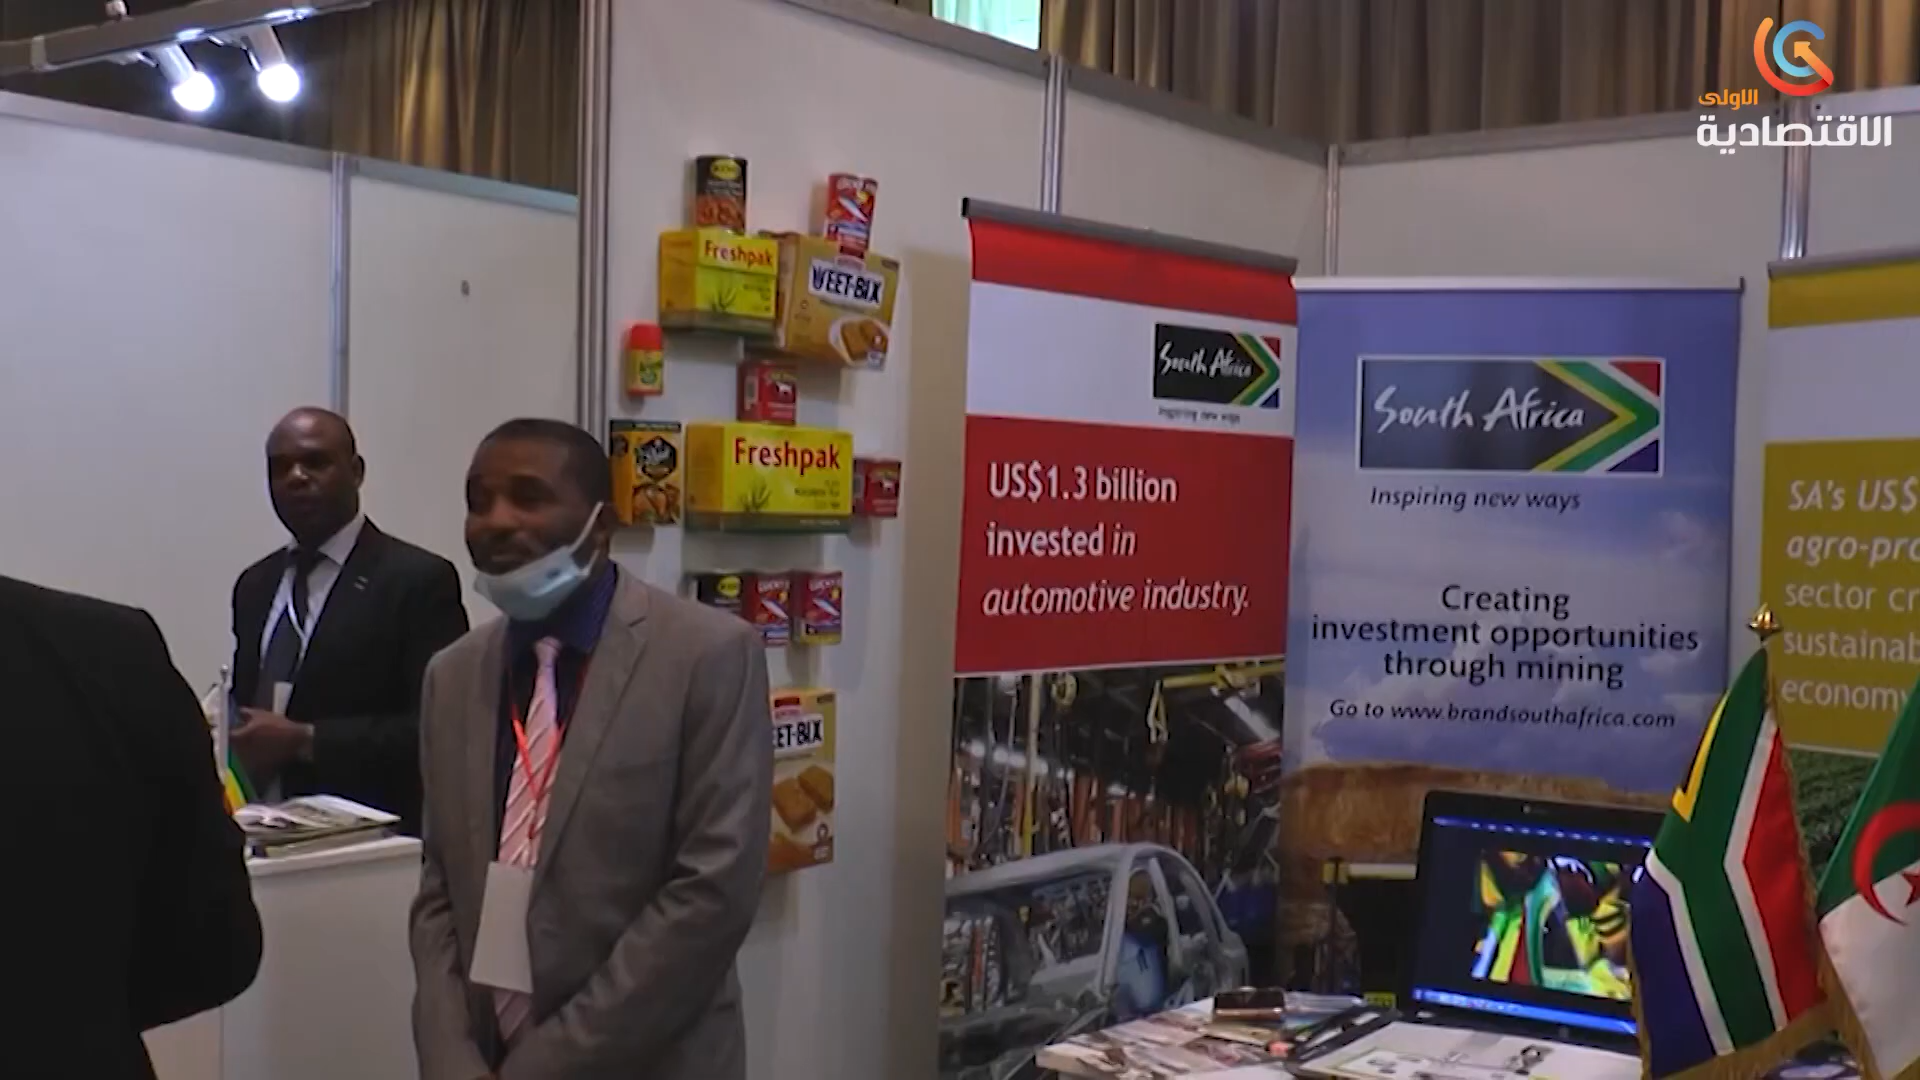 الاولى
الاقتصادية
Freshpak
WEET-BIX
Freshpak
EET-BIX
South Africa
Inspiring new ways
US$1.3 billion
invested in
automotive industry.
South Africa
Inspiring new ways
Creating
investment opportunities
through mining
Go to www.brandsouthafrica.com
SA's US$
agro-pro
sector cr
sustainab
economy